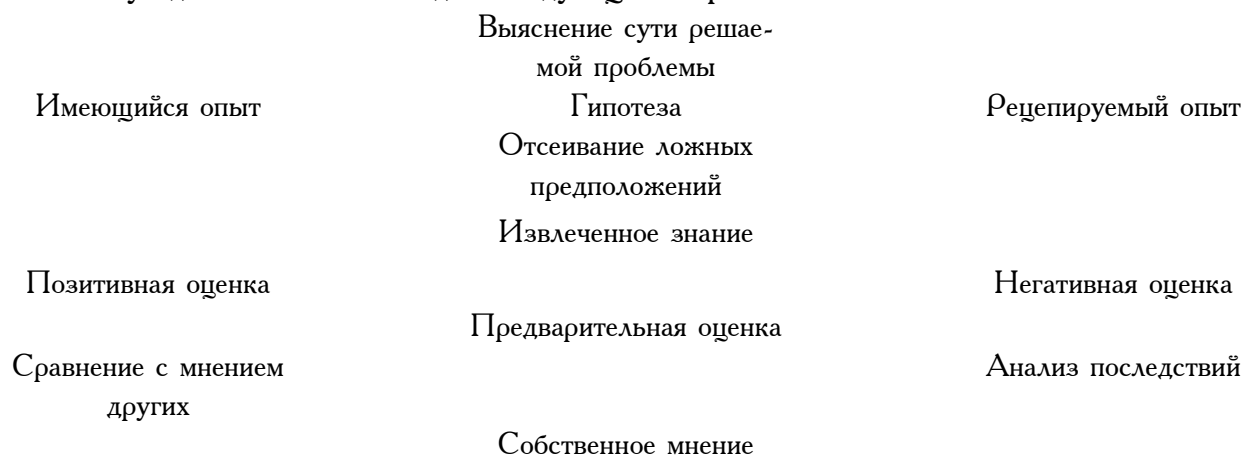 Выяснение сути решае-
мой проблемы
Имеющийся опыт Гипотеза Рецепируемый опыт
Отсеивание ложных
предположений
Извлеченное знание
Позитивная оценка Негативная оценка
Предварительная оценка
Сравнение с мнением Анализ последствий
других
Собственное мнение